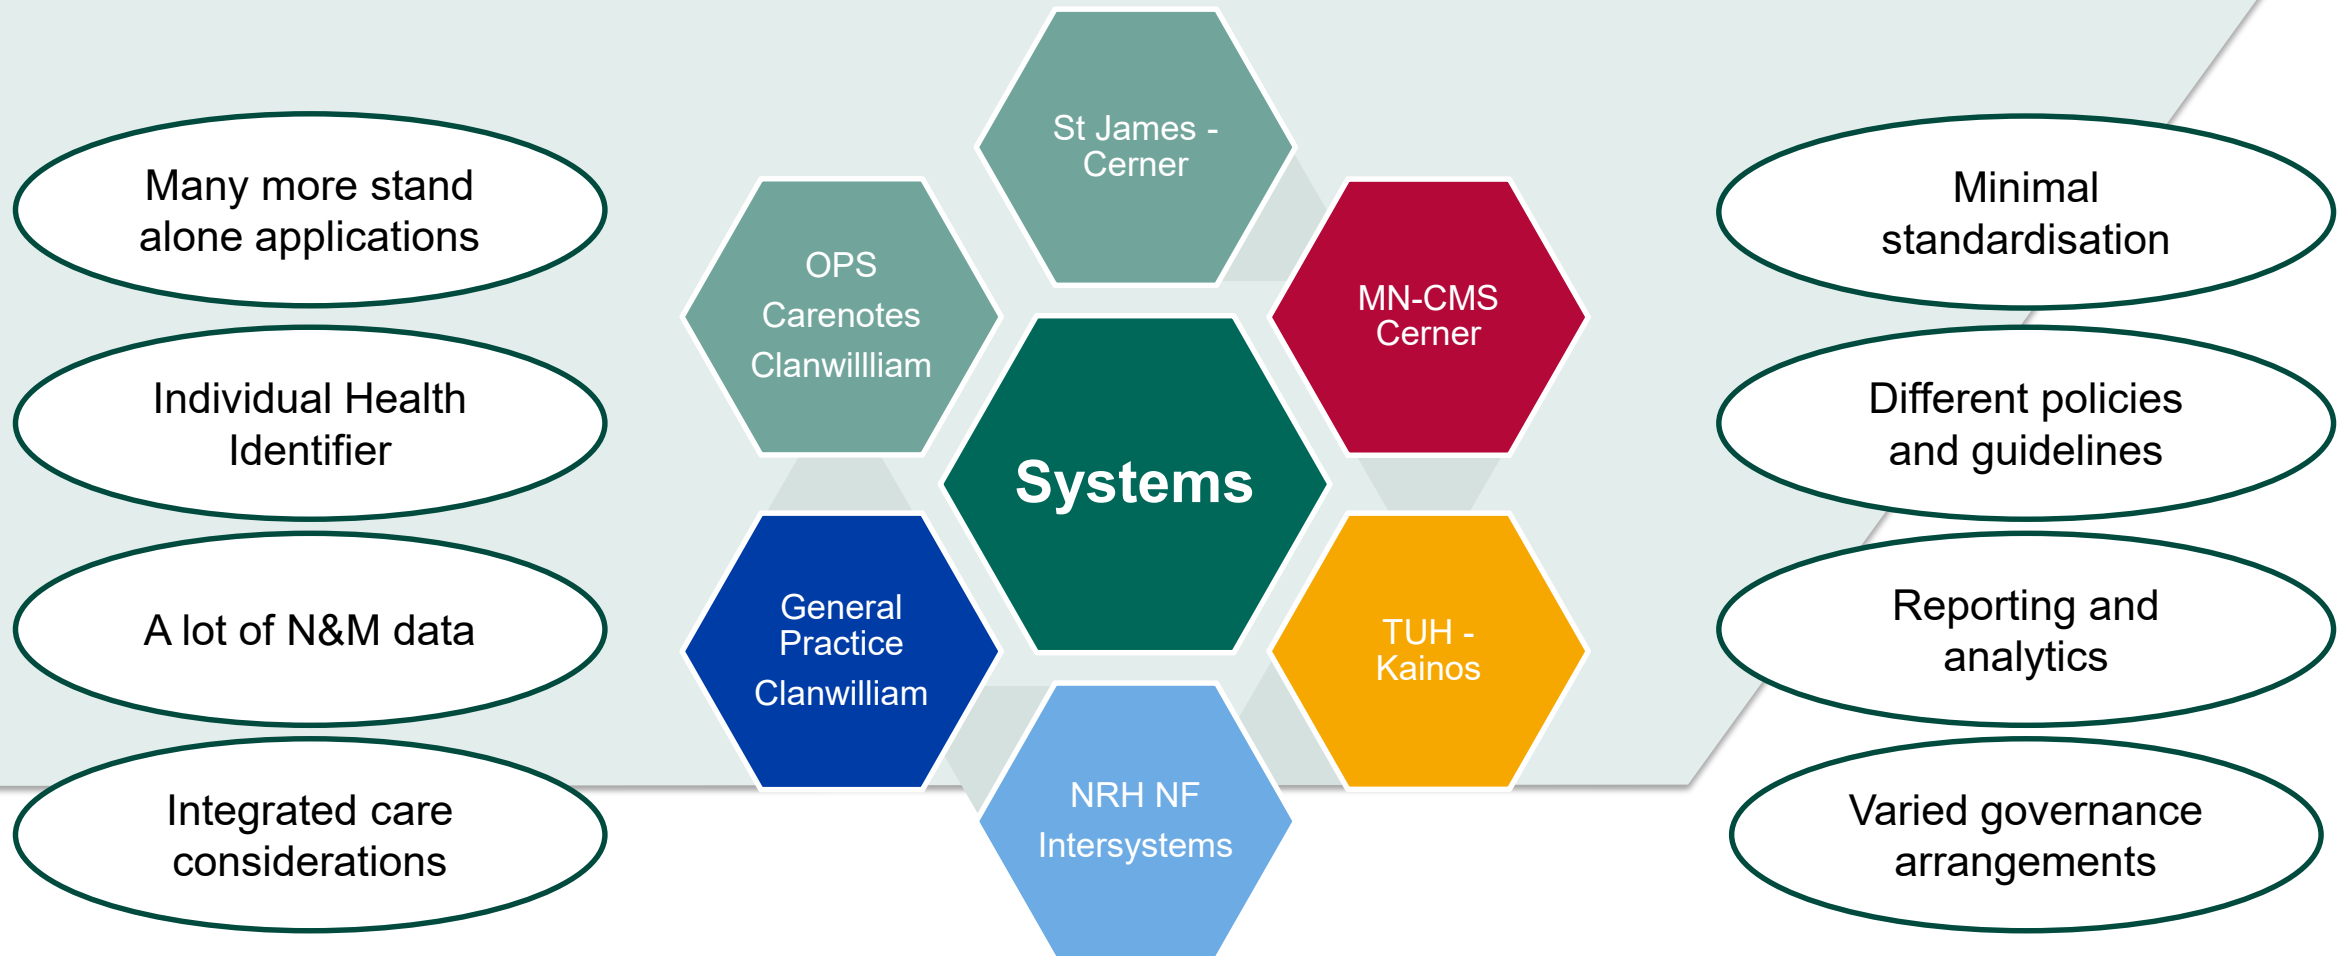 Many more stand
alone applications
Individual Health
Identifier
A lot of N&M data
Integrated care
considerations
St James -
Cerner
OPS
Carenotes
Clanwillliam
MN-CMS
Cerner
Systems
General
Practice
Clanwilliam
TUH -
Kainos
NRH NF
Intersystems
Minimal
standardisation
Different policies
and guidelines
Reporting and
analytics
Varied governance
arrangements